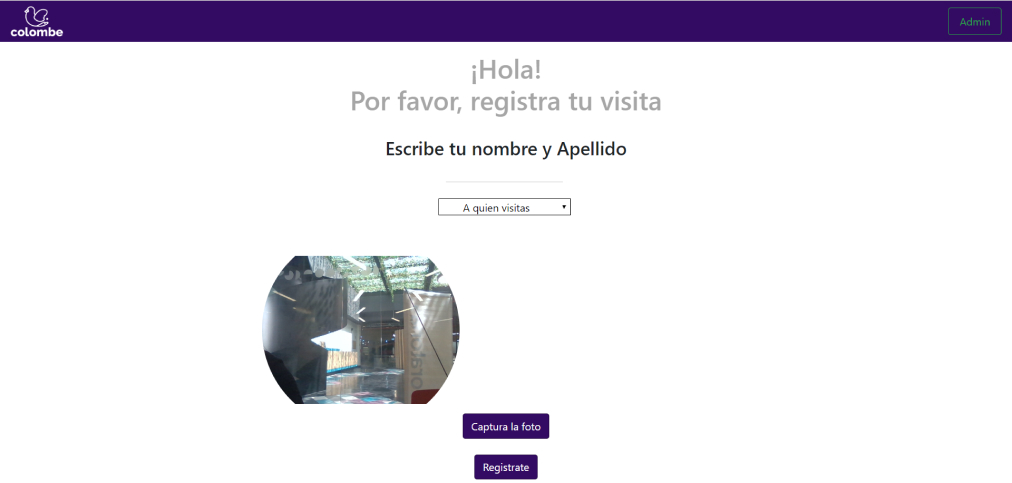 colombe
Admin
¡Hola!
Por favor, registra tu visita
Escribe tu nombre y Apellido
A quien visitas
Captura la foto
Registrate